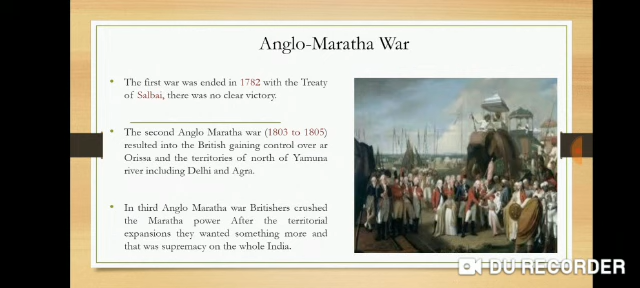 Anglo-Maratha War
The first war was ended in 1782 with the Treaty
of Salbai, there was no clear victory.
The second Anglo Maratha war (1803 to 1805)
resulted into the British gaining control over ar
Orissa and the territories of north of Yamuna
river including Delhi and Agra.
In third Anglo Maratha war Britishers crushed
the Maratha power After the territorial
expansions they wanted something more and
that was supremacy on the whole India.
DU RECORDER